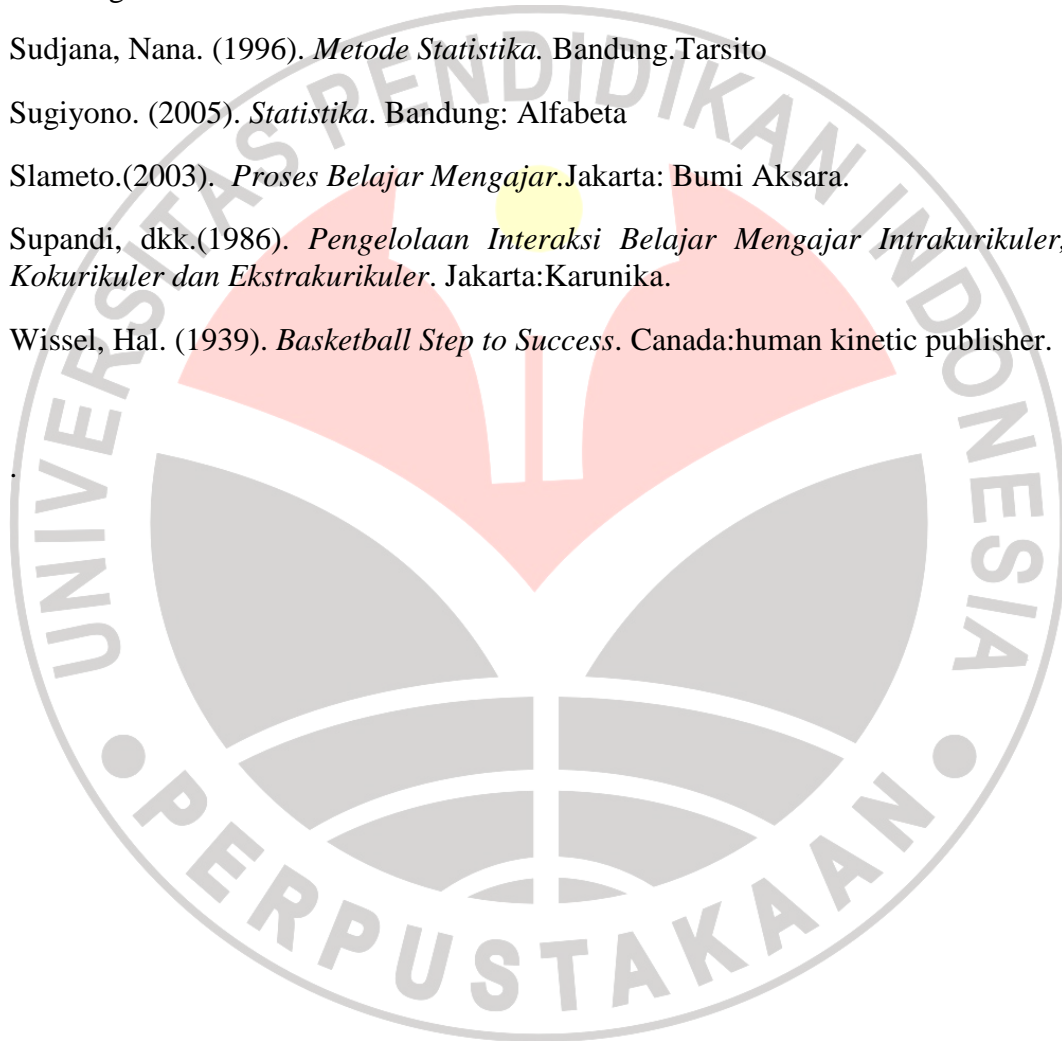 Sudjana, Nana. (1996). Metode Statistika. Bandung.Tarsito
Sugiyono. (2005). Statistika. Bandung: Alfabeta
Slameto.(2003). Proses Belajar Mengajar.Jakarta: Bumi Aksara.
Supandi, dkk.(1986). Pengelolaan Interaksi Belajar Mengajar Intrakurikuler,
Kokurikuler dan Ekstrakurikuler. Jakarta:Karunika.
Wissel, Hal. (1939). Basketball Step to Success. Canada:human kinetic publisher.
.
UNIVERSITAS PENDIDIKAN INDONESIA
PERPUSTAKAAN